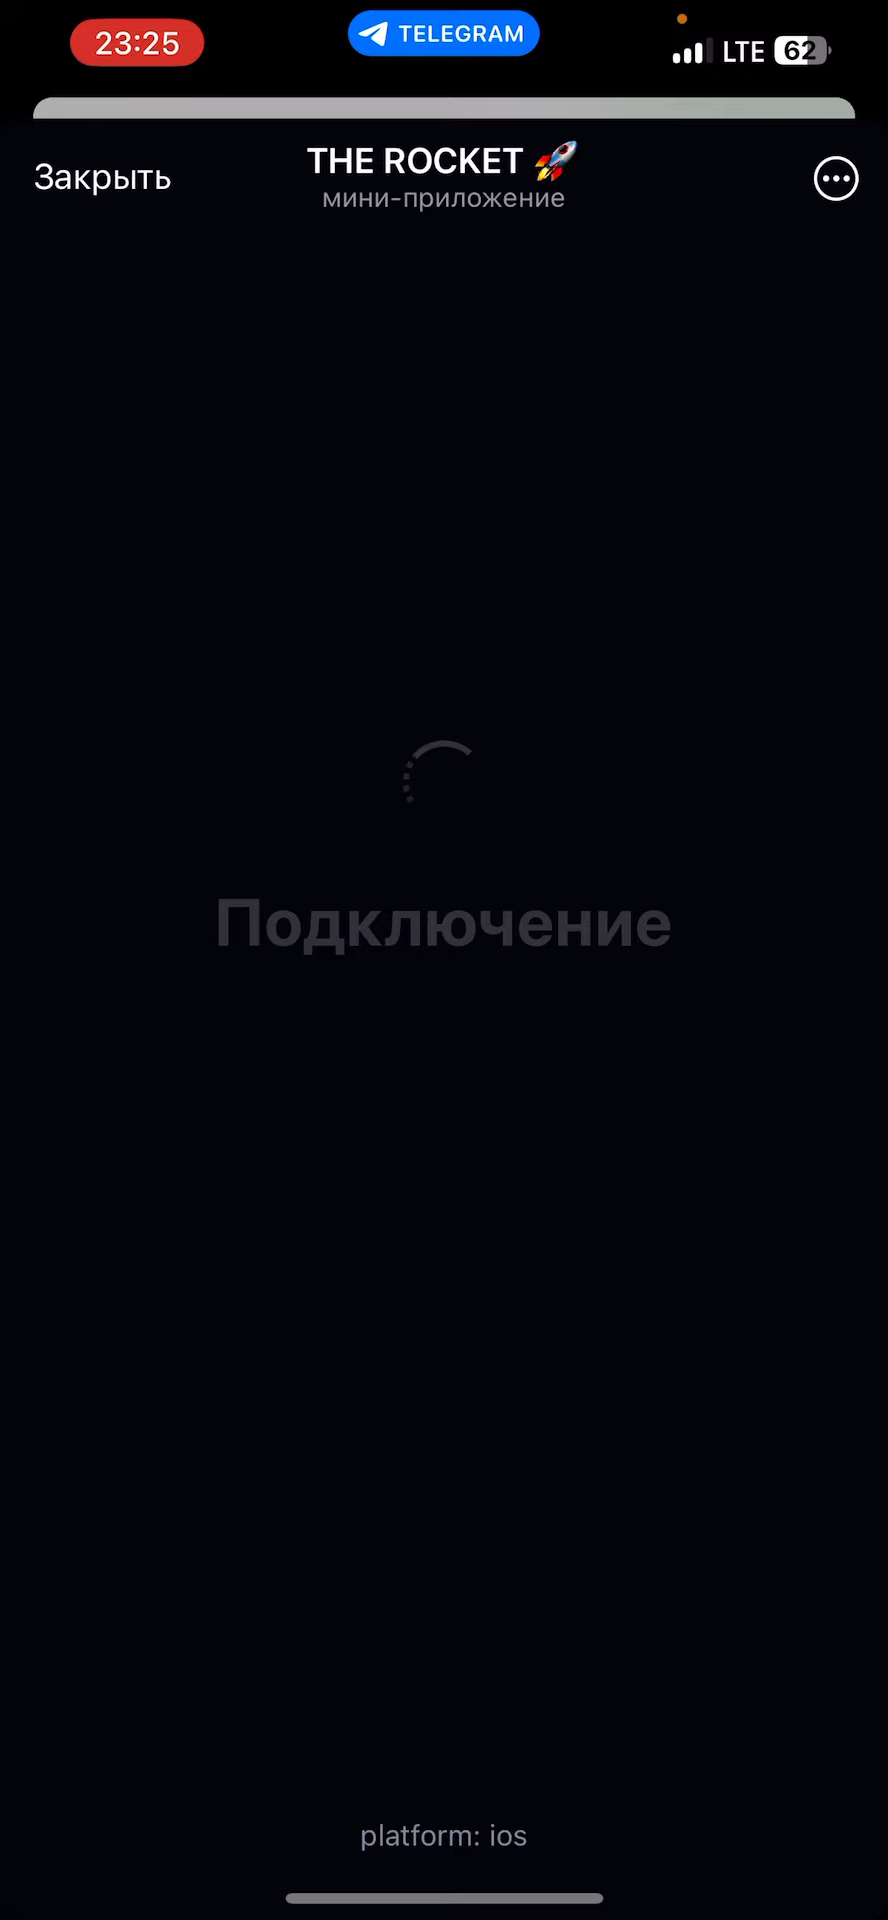 23:25
TELEGRAM
LTE 62
Закрыть
THE ROCKET 🚀
мини-приложение
Подключение
platform: ios